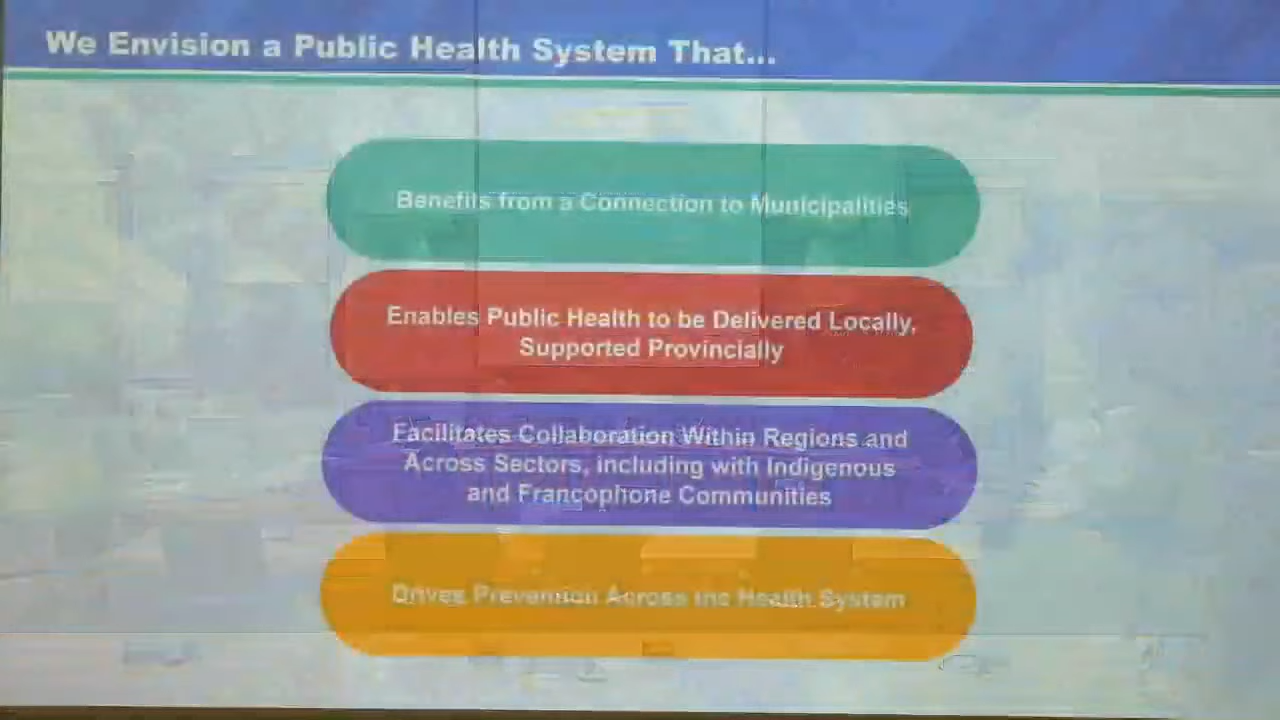 We Envision a Public Health System That...
Benefits from a Connection to Municipalities
Enables Public Health to be Delivered Locally,
Supported Provincially
Facilitates Collaboration Within Regions and
Across Sectors, including with Indigenous
and Francophone Communities
Drives Prevention Across the Health System